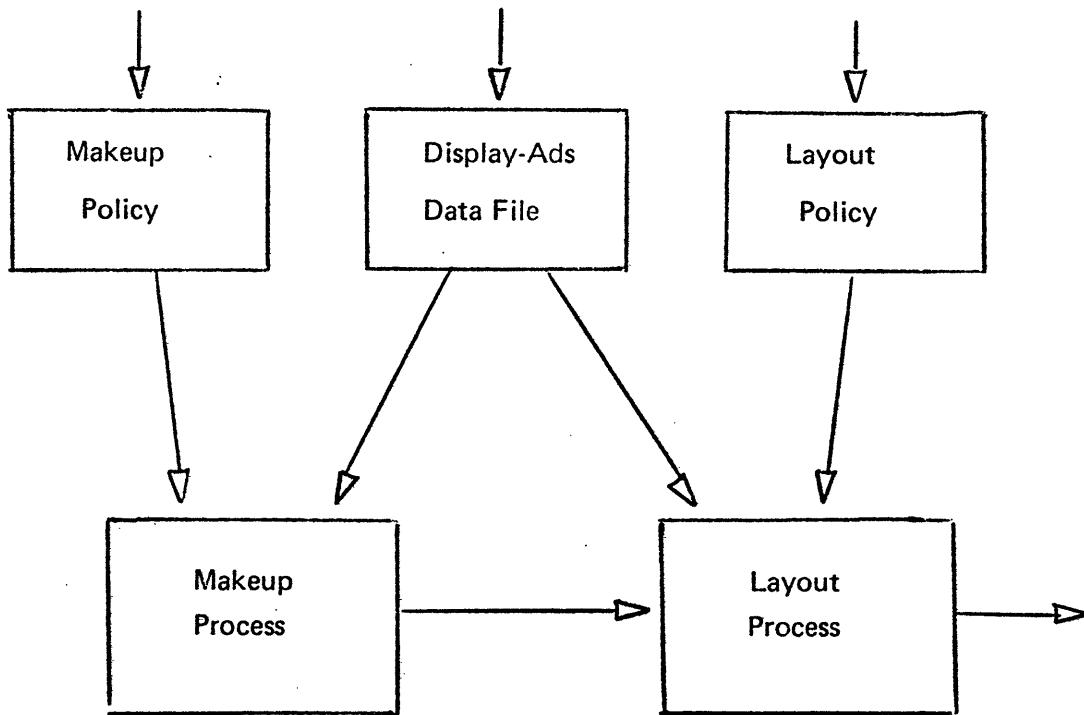 Makeup
Policy
Display-Ads
Data File
Layout
Policy
Makeup
Process
Layout
Process